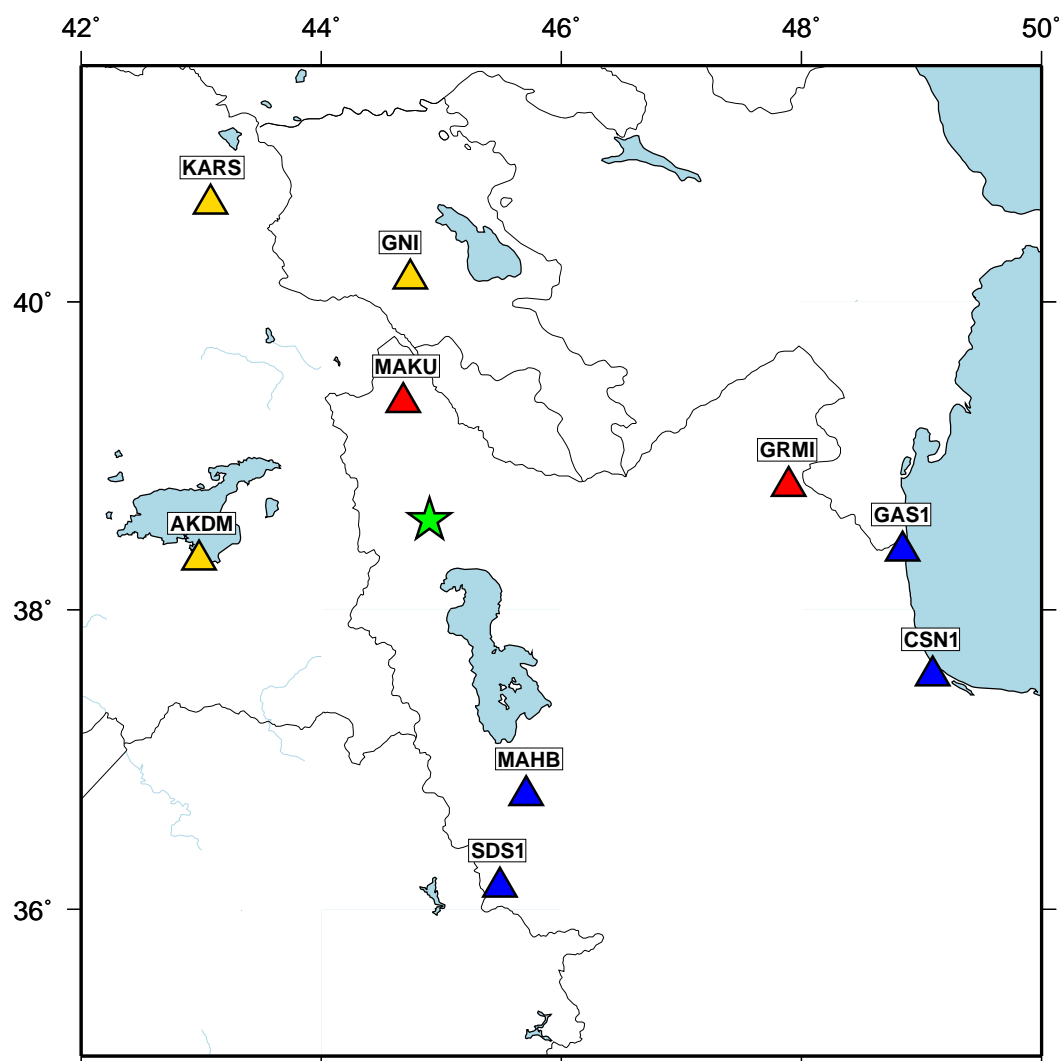 42° 44° 46° 48° 50°
KARS
GNI
40°
MAKU
GRMI
GAS1
AKDM
38°
CSN1
MAHB
SDS1
36°